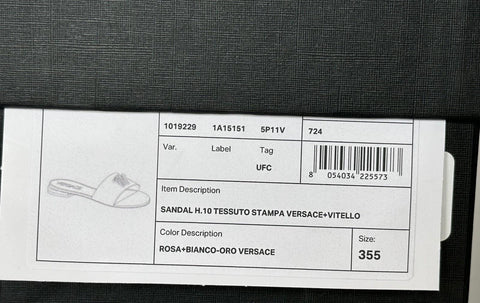 1019229 1A15151 5P11V 724
Var. Label Tag
UFC
8 054034 225573
Item Description
SANDAL H.10 TESSUTO STAMPA VERSACE+VITELLO
Color Description
ROSA+BIANCO-ORO VERSACE
Size:
355